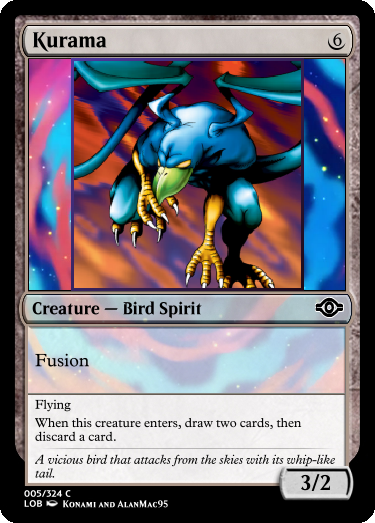 Kurama 6
Creature — Bird Spirit
Fusion
Flying
When this creature enters, draw two cards, then
discard a card.
A vicious bird that attacks from the skies with its whip-like
tail.
3/2
005/324 C
LOB Konami and AlanMac95